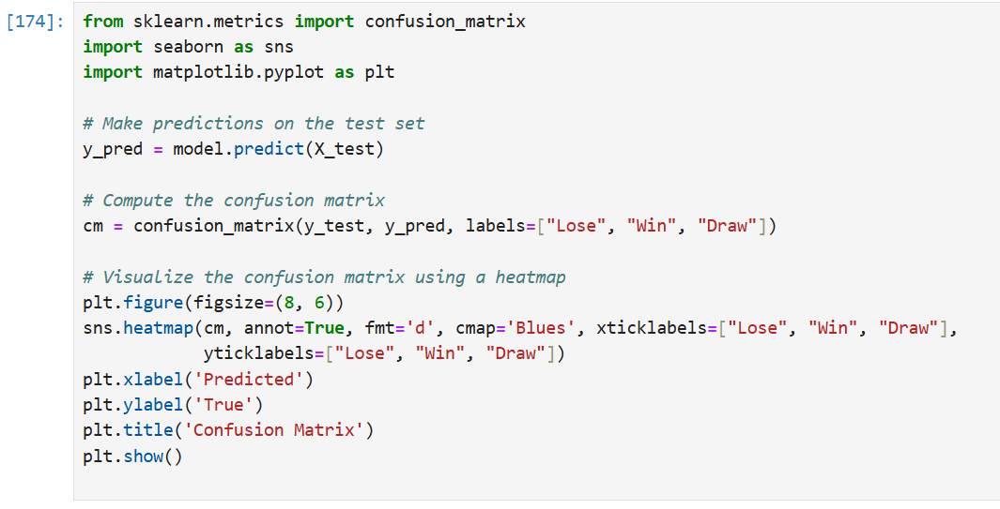 [174]: from sklearn.metrics import confusion_matrix
import seaborn as sns
import matplotlib.pyplot as plt

# Make predictions on the test set
y_pred = model.predict(X_test)

# Compute the confusion matrix
cm = confusion_matrix(y_test, y_pred, labels=["Lose", "Win", "Draw"])

# Visualize the confusion matrix using a heatmap
plt.figure(figsize=(8, 6))
sns.heatmap(cm, annot=True, fmt='d', cmap='Blues', xticklabels=["Lose", "Win", "Draw"],
            yticklabels=["Lose", "Win", "Draw"])
plt.xlabel('Predicted')
plt.ylabel('True')
plt.title('Confusion Matrix')
plt.show()